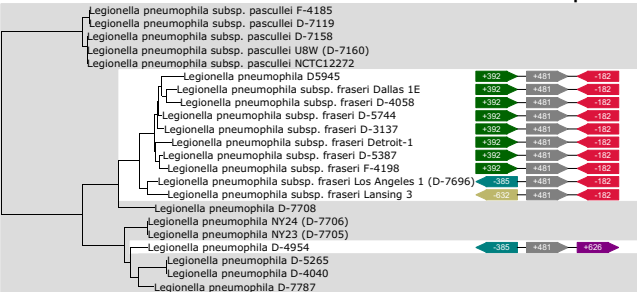 Legionella pneumophila subsp. pascullei F-4185
Legionella pneumophila subsp. pascullei D-7119
Legionella pneumophila subsp. pascullei D-7158
Legionella pneumophila subsp. pascullei U8W (D-7160)
Legionella pneumophila subsp. pascullei NCTC12272
Legionella pneumophila D5945 +392 +481 -182
Legionella pneumophila subsp. fraseri Dallas 1E +392 +481 -182
Legionella pneumophila subsp. fraseri D-4058 +392 +481 -182
Legionella pneumophila subsp. fraseri D-5744 +392 +481 -182
Legionella pneumophila subsp. fraseri D-3137 +392 +481 -182
Legionella pneumophila subsp. fraseri Detroit-1 +392 +481 -182
Legionella pneumophila subsp. fraseri D-5387 +392 +481 -182
Legionella pneumophila subsp. fraseri F-4198 +392 +481 -182
Legionella pneumophila subsp. fraseri Los Angeles 1 (D-7696) -385 +481 -182
Legionella pneumophila subsp. fraseri Lansing 3 -632 +481 -182
Legionella pneumophila D-7708
Legionella pneumophila NY24 (D-7706)
Legionella pneumophila NY23 (D-7705)
Legionella pneumophila D-4954 -385 +481 +626
Legionella pneumophila D-5265
Legionella pneumophila D-4040
Legionella pneumophila D-7787